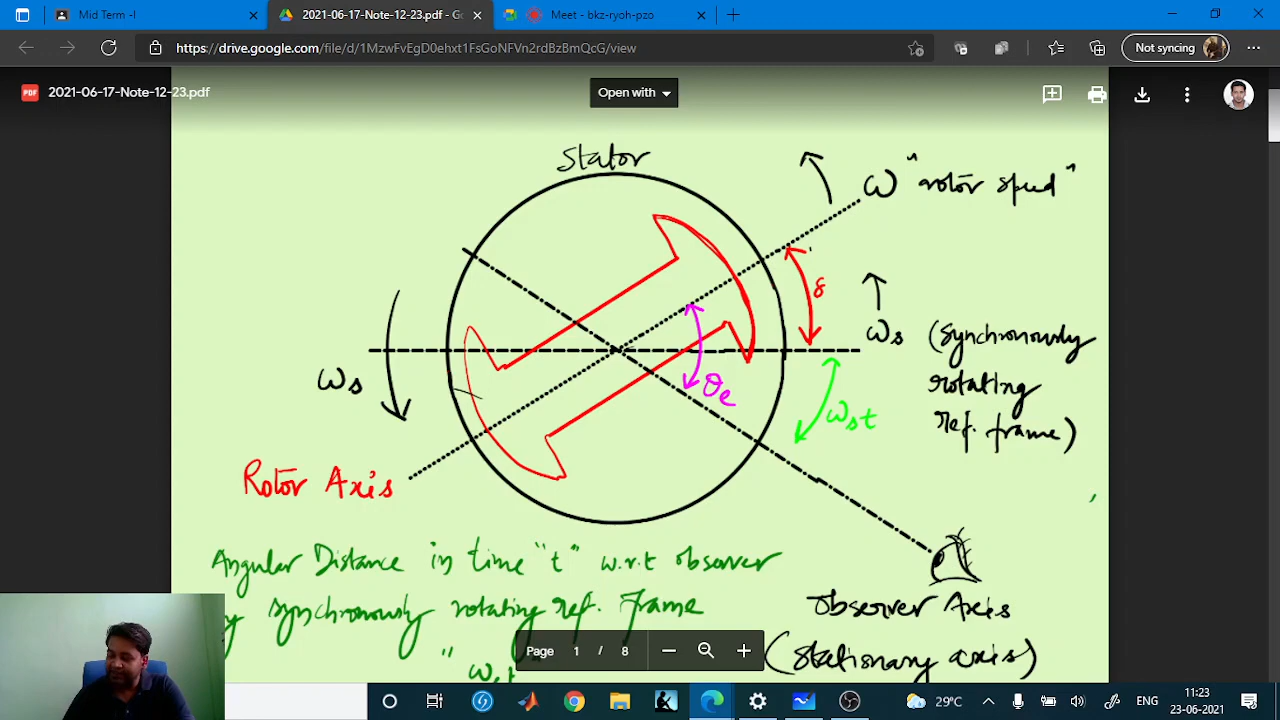 Mid Term -I
2021-06-17-Note-12-23.pdf - Go
Meet - bkz-ryoh-pzo
https://drive.google.com/file/d/1MzwFvEgD0ehxt1FsGoNFVn2rdBzBmQcG/view
Not syncing
PDF
2021-06-17-Note-12-23.pdf
Open with
Stator
ω "rotor speed"
δ
ωs (Synchronously
rotating
ref. frame)
ωs
θe
ωst
Rotor Axis
Angular Distance in time "t" w.r.t observer
synchronously rotating ref. frame
Observer Axis
(Stationary axis)
" ωst
Page 1 / 8
29°C
ENG
11:23
23-06-2021